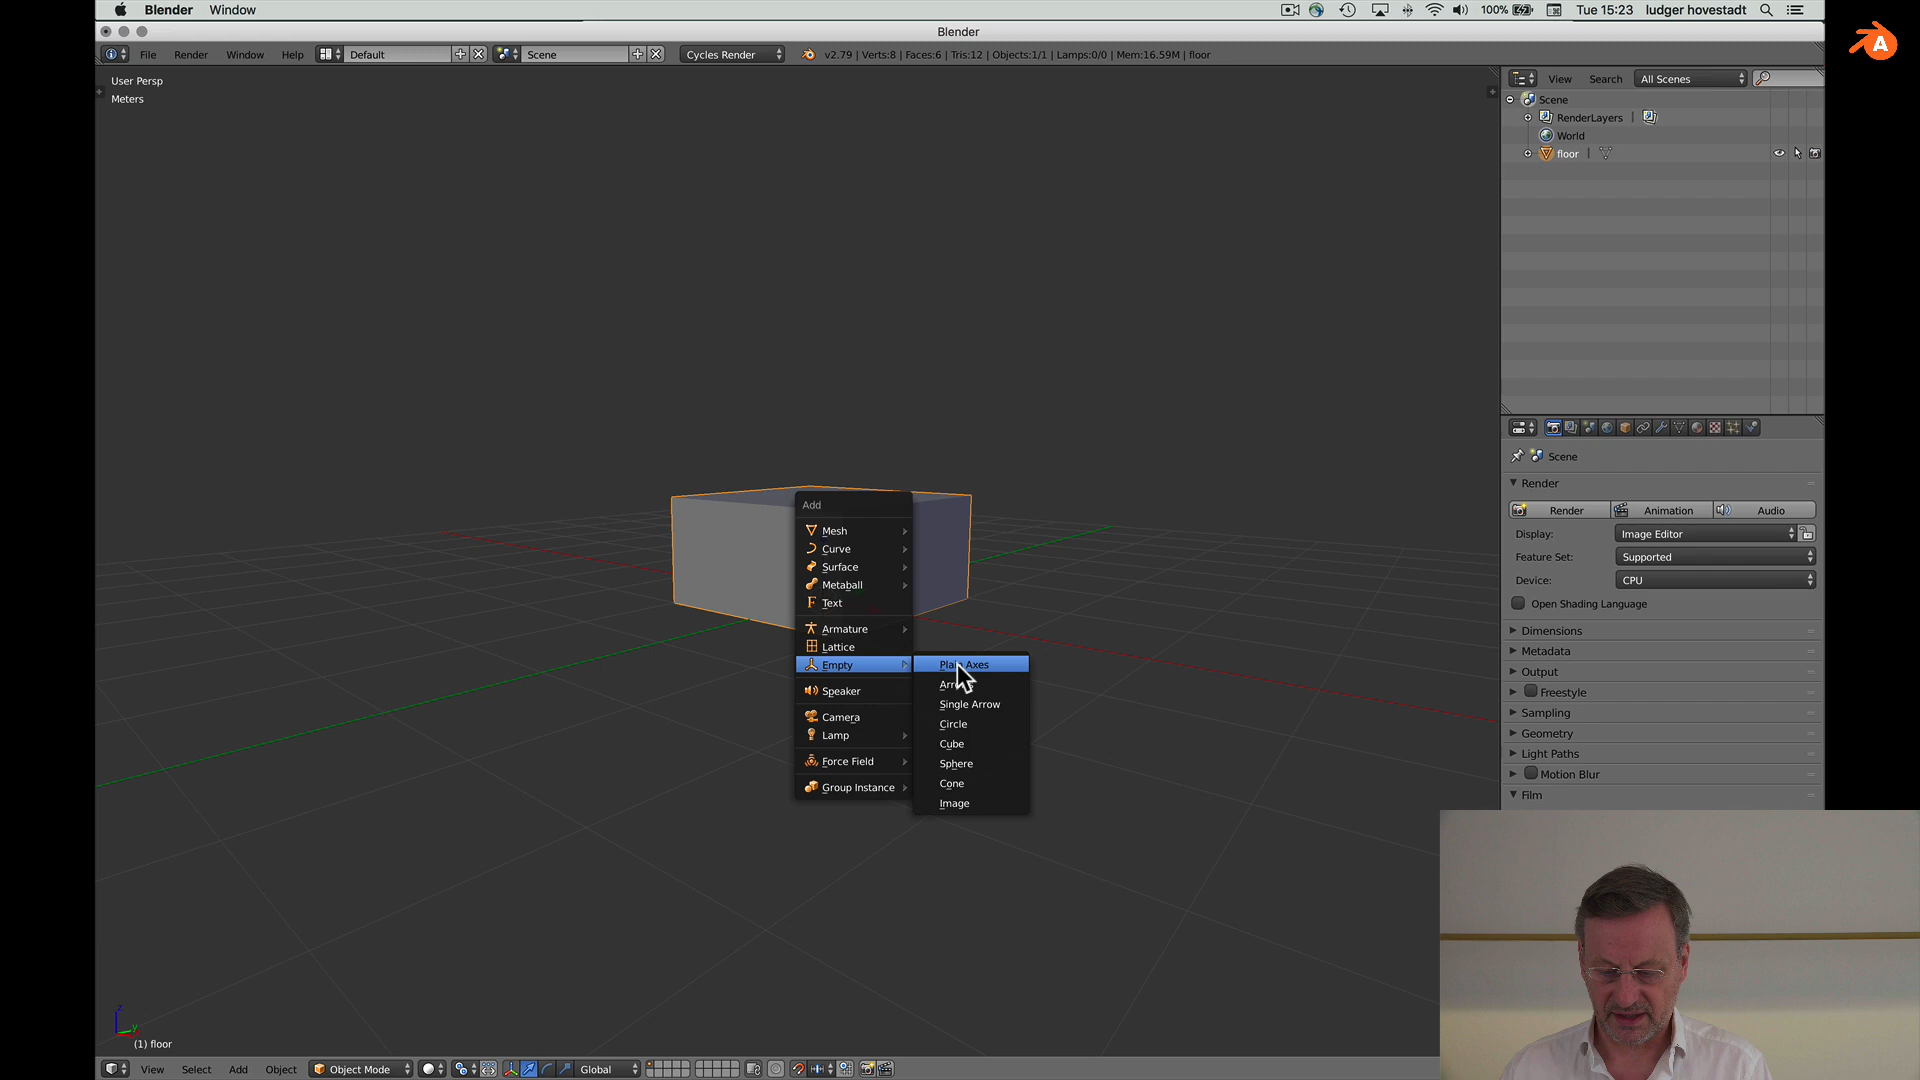 Blender Window
100% Tue 15:23 ludger hovestadt
Blender
File Render Window Help Default Scene Cycles Render v2.79 | Verts:8 | Faces:6 | Tris:12 | Objects:1/1 | Lamps:0/0 | Mem:16.59M | floor
User Persp
Meters
View Search All Scenes
Scene
RenderLayers
World
floor
Add
Mesh
Curve
Surface
Metaball
Text
Armature
Lattice
Empty
Speaker
Camera
Lamp
Force Field
Group Instance
Plain Axes
Single Arrow
Circle
Cube
Sphere
Cone
Image
Scene
Render
Render Animation Audio
Display: Image Editor
Feature Set: Supported
Device: CPU
Open Shading Language
Dimensions
Metadata
Output
Freestyle
Sampling
Geometry
Light Paths
Motion Blur
Film
z
y
(1) floor
View Select Add Object Object Mode Global
A